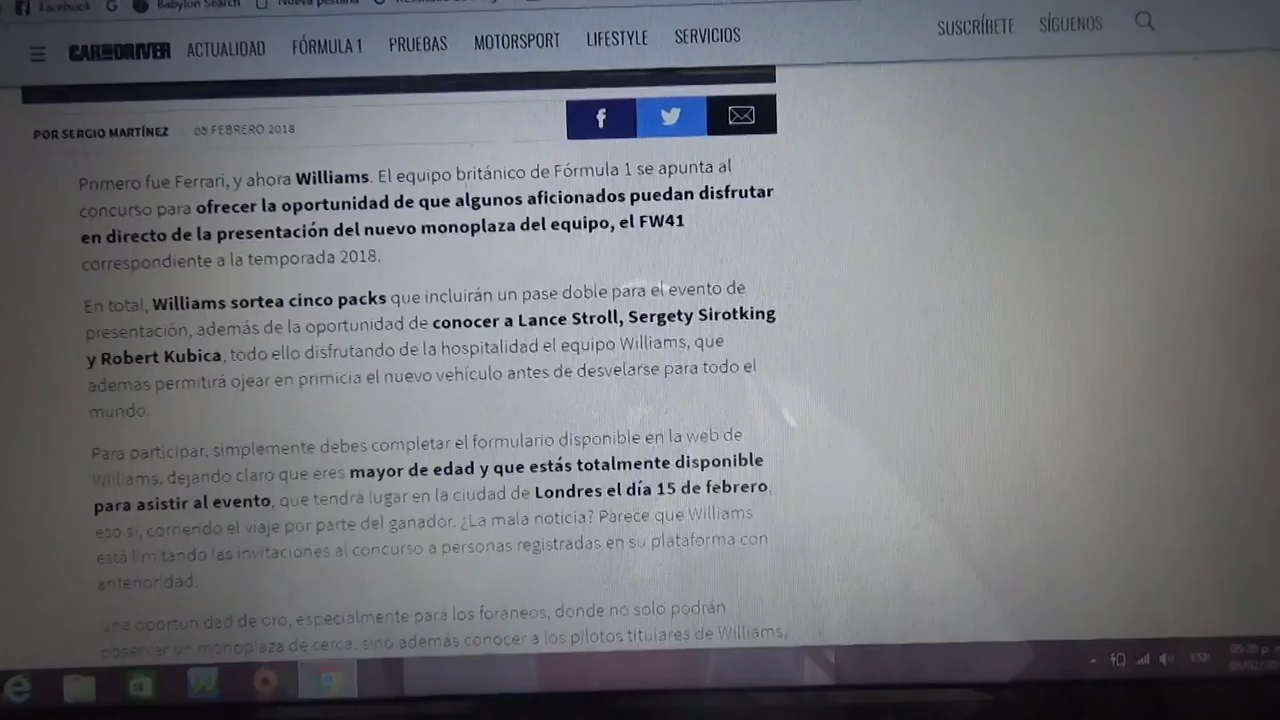 Facebook G Babylon Search Nueva pestaña
CAR AND DRIVER ACTUALIDAD FÓRMULA 1 PRUEBAS MOTORSPORT LIFESTYLE SERVICIOS SUSCRÍBETE SÍGUENOS
POR SERGIO MARTÍNEZ 05 FEBRERO 2018
Primero fue Ferrari, y ahora Williams. El equipo británico de Fórmula 1 se apunta al
concurso para ofrecer la oportunidad de que algunos aficionados puedan disfrutar
en directo de la presentación del nuevo monoplaza del equipo, el FW41
correspondiente a la temporada 2018.
En total, Williams sortea cinco packs que incluirán un pase doble para el evento de
presentación, además de la oportunidad de conocer a Lance Stroll, Sergety Sirotking
y Robert Kubica, todo ello disfrutando de la hospitalidad el equipo Williams, que
además permitirá ojear en primicia el nuevo vehículo antes de desvelarse para todo el
mundo.
Para participar, simplemente debes completar el formulario disponible en la web de
Williams, dejando claro que eres mayor de edad y que estás totalmente disponible
para asistir al evento, que tendrá lugar en la ciudad de Londres el día 15 de febrero,
eso sí, corriendo el viaje por parte del ganador. ¿La mala noticia? Parece que Williams
está limitando las invitaciones al concurso a personas registradas en su plataforma con
anterioridad.
una oportunidad de oro, especialmente para los foráneos, donde no solo podrán
observar un monoplaza de cerca, sino además conocer a los pilotos titulares de Williams,
ESP 05:20 p.
05/02/